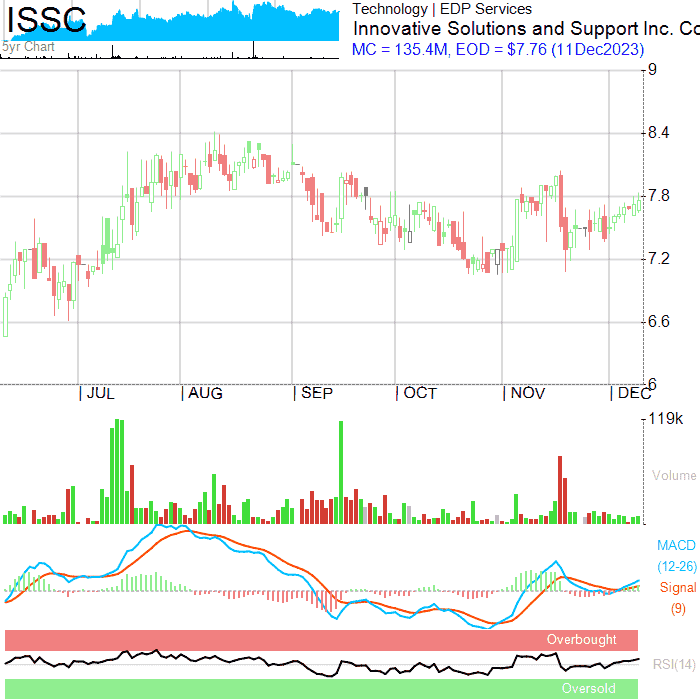 ISSC
5yr Chart
Technology | EDP Services
Innovative Solutions and Support Inc. Co
MC = 135.4M, EOD = $7.76 (11Dec2023)
9
8.4
7.8
7.2
6.6
6
JUL
AUG
SEP
OCT
NOV
DEC
119k
Volume
MACD
(12-26)
Signal
(9)
Overbought
RSI(14)
Oversold